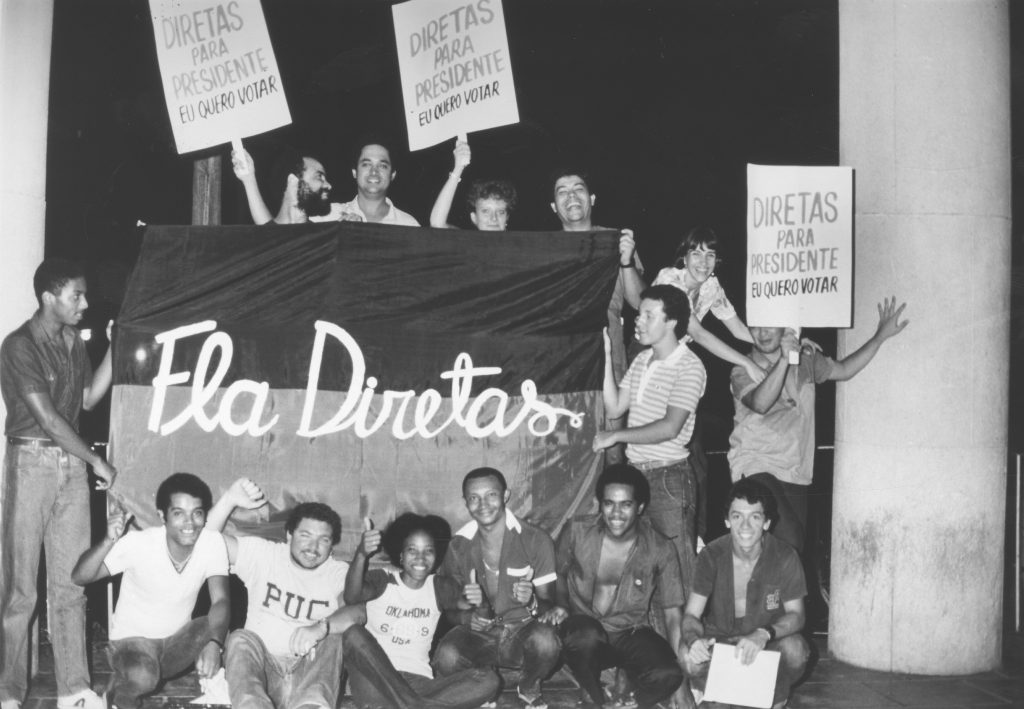 DIRETAS
PARA
PRESIDENTE
EU QUERO VOTAR
DIRETAS
PARA
PRESIDENTE
EU QUERO VOTAR
DIRETAS
PARA
PRESIDENTE
EU QUERO VOTAR
Fla Diretas
PUC
OKLAHOMA
USA